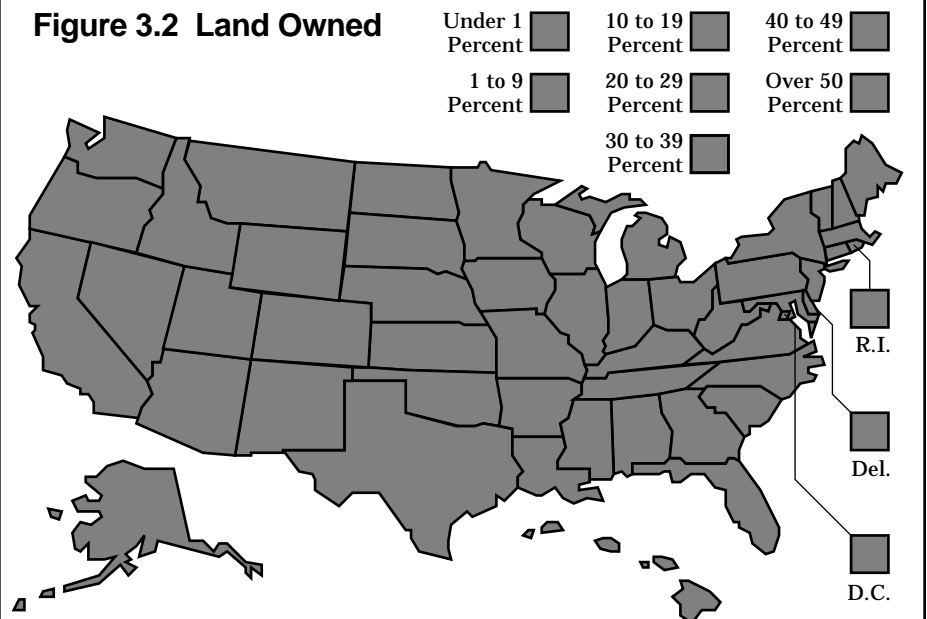 Figure 3.2 Land Owned
Under 1
Percent
10 to 19
Percent
40 to 49
Percent
1 to 9
Percent
20 to 29
Percent
Over 50
Percent
30 to 39
Percent
R.I.
Del.
D.C.